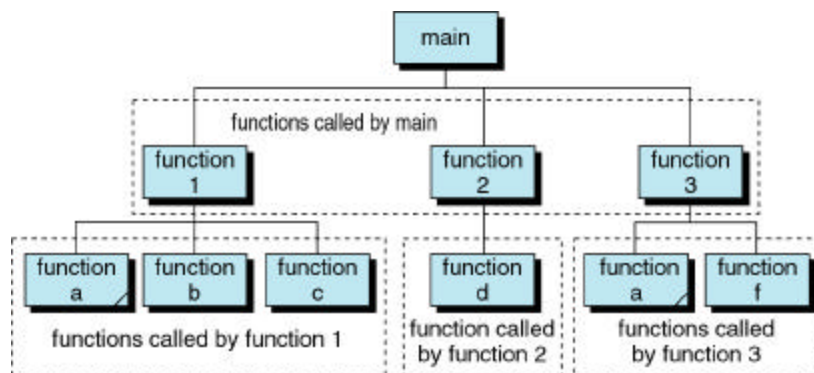 main
functions called by main
function
1
function
2
function
3
function
a
function
b
function
c
function
d
function
a
function
f
functions called by function 1
function called
by function 2
functions called
by function 3